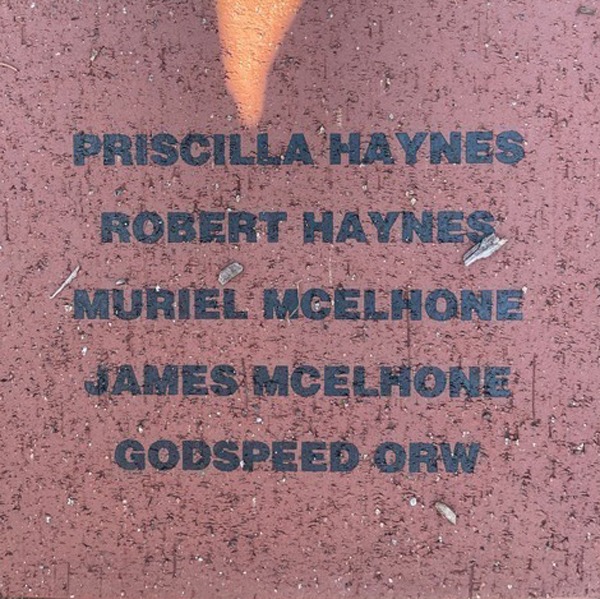 PRISCILLA HAYNES
ROBERT HAYNES
MURIEL MCELHONE
JAMES MCELHONE
GODSPEED ORW